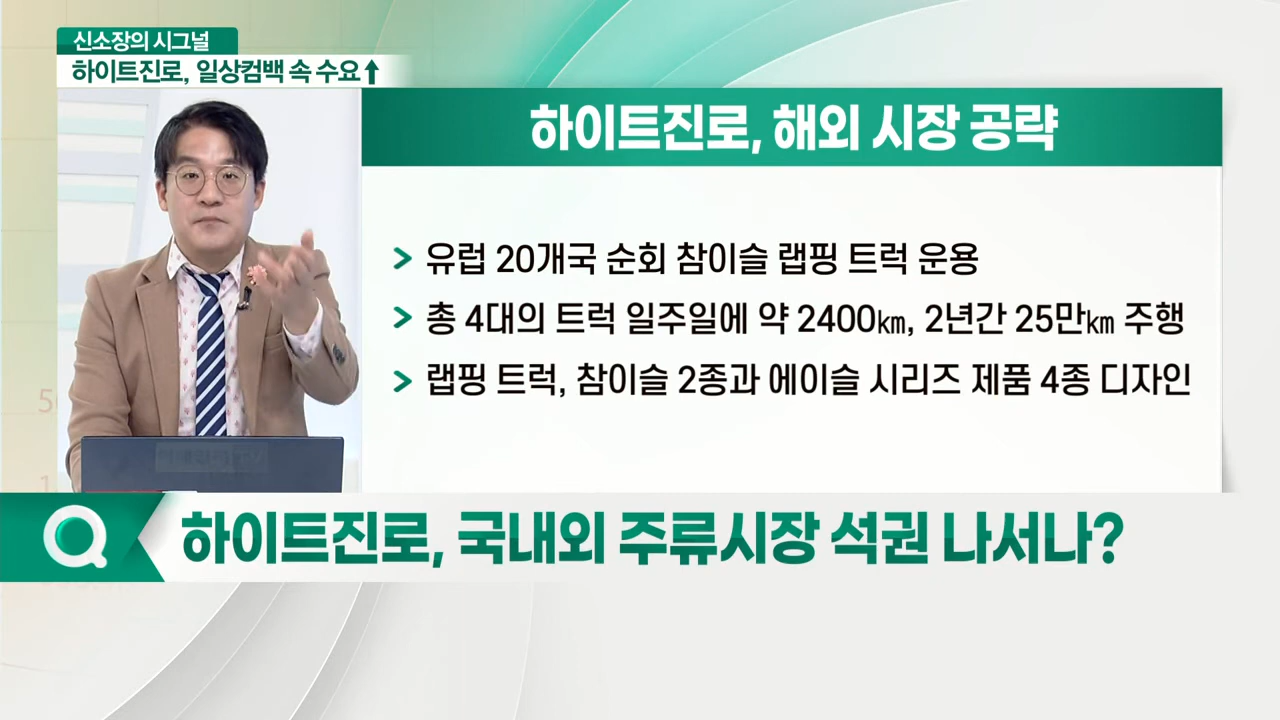 신소장의 시그널
하이트진로, 일상컴백 속 수요↑
하이트진로, 해외 시장 공략
> 유럽 20개국 순회 참이슬 랩핑 트럭 운용
> 총 4대의 트럭 일주일에 약 2400㎞, 2년간 25만㎞ 주행
> 랩핑 트럭, 참이슬 2종과 에이슬 시리즈 제품 4종 디자인
Q 하이트진로, 국내외 주류시장 석권 나서나?